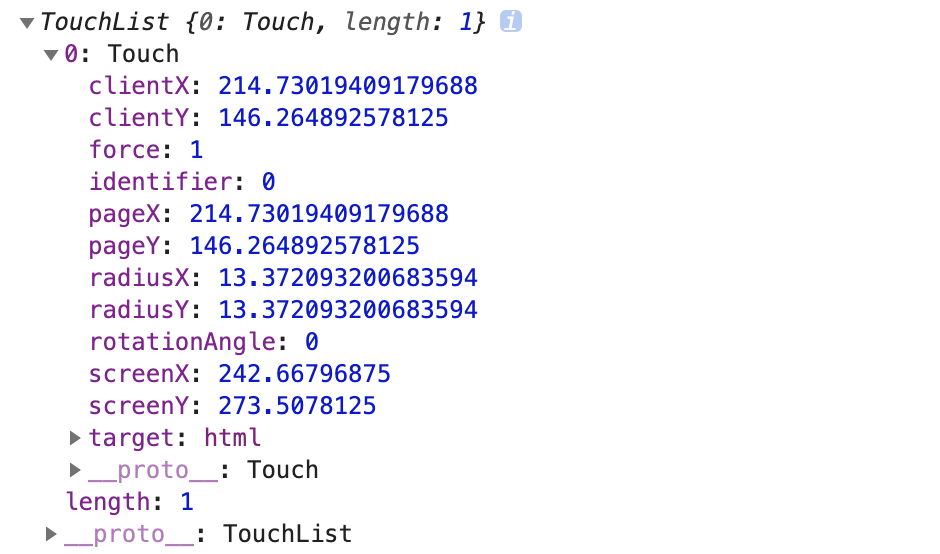 TouchList {0: Touch, length: 1} i
0: Touch
clientX: 214.73019409179688
clientY: 146.264892578125
force: 1
identifier: 0
pageX: 214.73019409179688
pageY: 146.264892578125
radiusX: 13.372093200683594
radiusY: 13.372093200683594
rotationAngle: 0
screenX: 242.66796875
screenY: 273.5078125
target: html
__proto__: Touch
length: 1
__proto__: TouchList